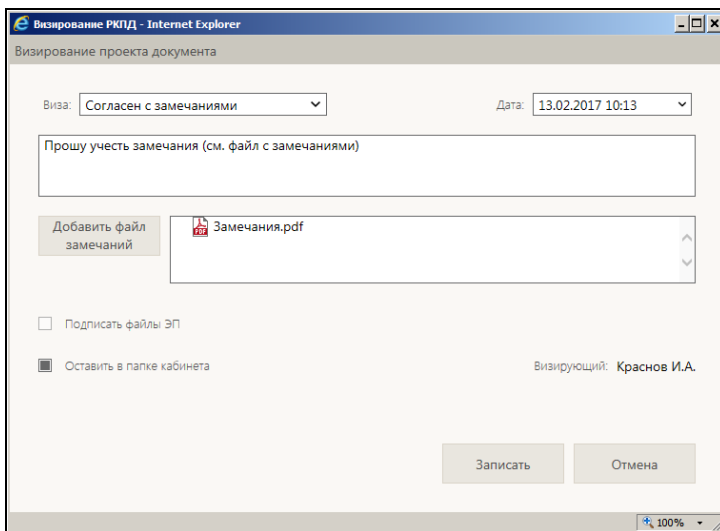 Визирование РКПД - Internet Explorer
Визирование проекта документа
Виза: Согласен с замечаниями Дата: 13.02.2017 10:13
Прошу учесть замечания (см. файл с замечаниями)
Добавить файл замечаний
PDF Замечания.pdf
Подписать файлы ЭП
Оставить в папке кабинета Визирующий: Краснов И.А.
Записать Отмена
100%